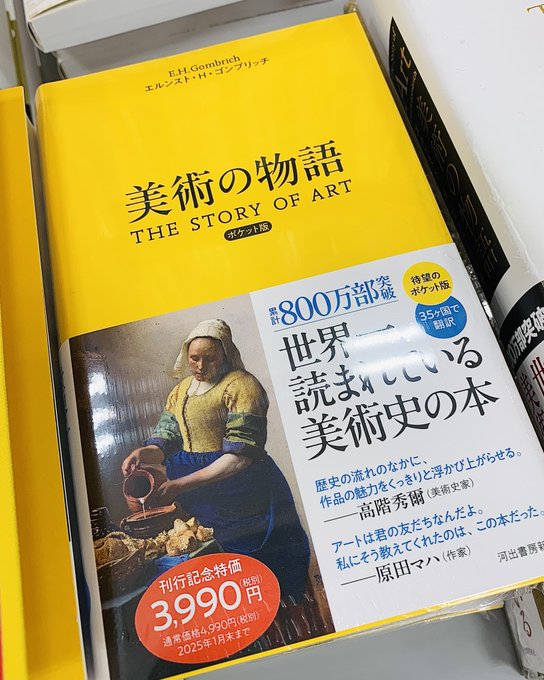 E.H.Gombrich
エルンスト・H・ゴンブリッチ
美術の物語
THE STORY OF ART
ポケット版
累計800万部突破
待望の
ポケット版
35ヶ国で
翻訳
世界一
読まれている
美術史の本
歴史の流れのなかに、
作品の魅力をくっきりと浮かび上がらせる。
——高階秀爾(美術史家)
アートは君の友だちなんだよ。
私にそう教えてくれたのは、この本だった。
——原田マハ(作家)
河出書房新
刊行記念特価
3,990円(税別)
通常価格4,990円(税別)
2025年1月末まで